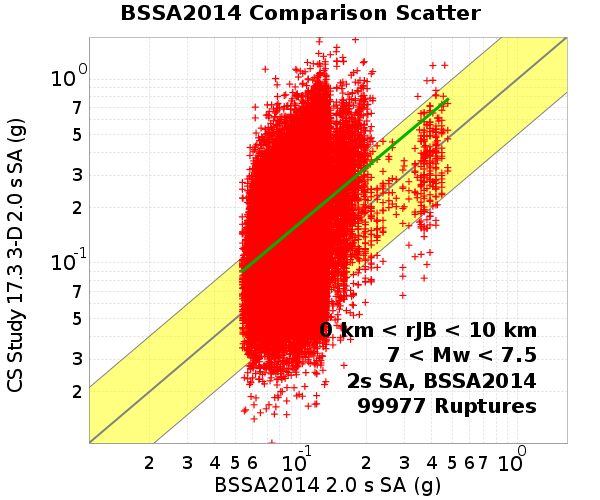 BSSA2014 Comparison Scatter
CS Study 17.3 3-D 2.0 s SA (g)
10^0
7
5
3
2
10^-1
7
5
3
2
0 km < rJB < 10 km
7 < Mw < 7.5
2s SA, BSSA2014
99977 Ruptures
2 3 4 5 6 10^-1 2 3 4 5 6 7 10^0
BSSA2014 2.0 s SA (g)